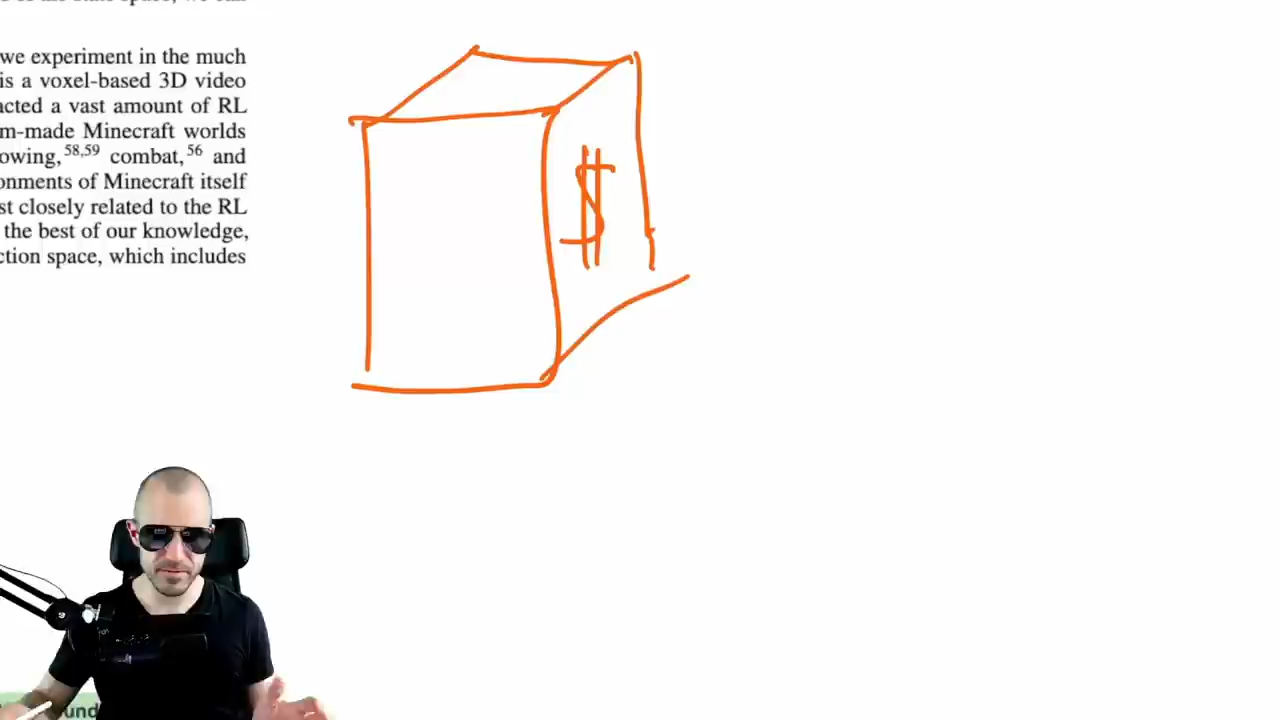 we experiment in the much
is a voxel-based 3D video
acted a vast amount of RL
m-made Minecraft worlds
owing,58,59 combat,56 and
onments of Minecraft itself
st closely related to the RL
the best of our knowledge,
ction space, which includes
$
und